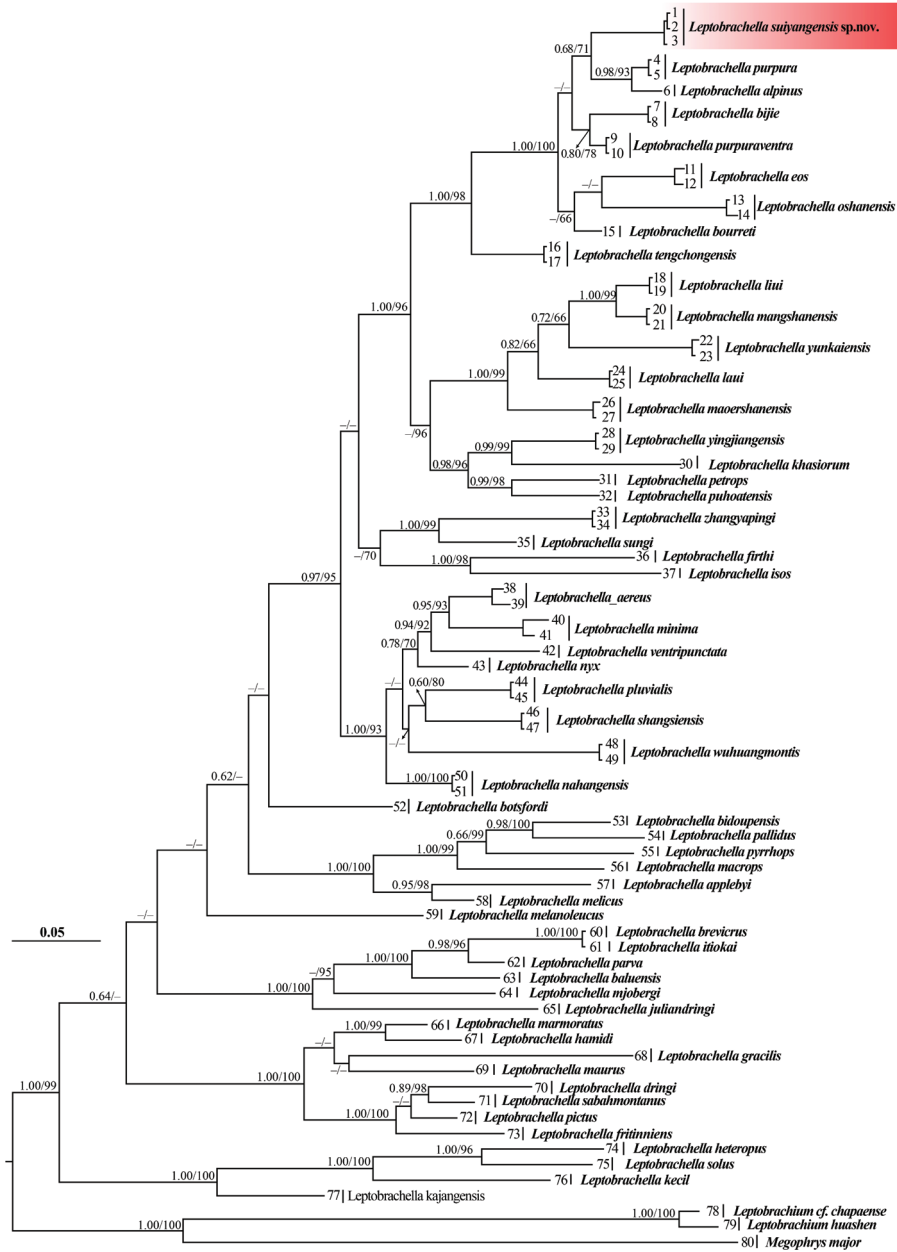 1
2
3
Leptobrachella suiyangensis sp.nov.
0.68/71
4
5
Leptobrachella purpura
0.98/93
6 Leptobrachella alpinus
–/–
7
8
Leptobrachella bijie
9
10
Leptobrachella purpuraventra
0.80/78
1.00/100
11
12
Leptobrachella eos
–/–
13
14
Leptobrachella oshanensis
–/66
15 Leptobrachella bourreti
1.00/98
16
17
Leptobrachella tengchongensis
18
19
Leptobrachella liui
1.00/99
20
21
Leptobrachella mangshanensis
1.00/96
0.72/66
22
23
Leptobrachella yunkaiensis
0.82/66
24
25
Leptobrachella laui
1.00/99
26
27
Leptobrachella maoershanensis
–/96
28
29
Leptobrachella yingjiangensis
0.99/99
30 Leptobrachella khasiorum
0.98/96
31 Leptobrachella petrops
0.99/98
32 Leptobrachella puhoatensis
–/–
33
34
Leptobrachella zhangyapingi
1.00/99
35 Leptobrachella sungi
–/70
36 Leptobrachella firthi
1.00/98
37 Leptobrachella isos
0.97/95
38
39
Leptobrachella_aereus
0.95/93
40
41
Leptobrachella minima
0.94/92
42 Leptobrachella ventripunctata
0.78/70
43 Leptobrachella nyx
–/–
0.60/80
44
45
Leptobrachella pluvialis
46
47
Leptobrachella shangsiensis
1.00/93
–/–
48
49
Leptobrachella wuhuangmontis
1.00/100
50
51
Leptobrachella nahangensis
–/–
52 Leptobrachella botsfordi
0.62/–
53 Leptobrachella bidoupensis
0.98/100
54 Leptobrachella pallidus
0.66/99
55 Leptobrachella pyrrhops
1.00/99
56 Leptobrachella macrops
1.00/100
57 Leptobrachella applebyi
0.95/98
58 Leptobrachella melicus
–/–
59 Leptobrachella melanoleucus
0.05
–/–
60 Leptobrachella brevicrus
1.00/100
61 Leptobrachella itiokai
0.98/96
62 Leptobrachella parva
1.00/100
63 Leptobrachella baluensis
–/95
64 Leptobrachella mjobergi
1.00/100
65 Leptobrachella juliandringi
0.64/–
66 Leptobrachella marmoratus
1.00/99
67 Leptobrachella hamidi
–/–
68 Leptobrachella gracilis
–/–
69 Leptobrachella maurus
1.00/100
70 Leptobrachella dringi
0.89/98
71 Leptobrachella sabahmontanus
–/–
72 Leptobrachella pictus
1.00/100
73 Leptobrachella fritinniens
1.00/99
74 Leptobrachella heteropus
1.00/96
75 Leptobrachella solus
1.00/100
76 Leptobrachella kecil
1.00/100
77 Leptobrachella kajangensis
78 Leptobrachium cf. chapaense
1.00/100
79 Leptobrachium huashen
1.00/100
80 Megophrys major